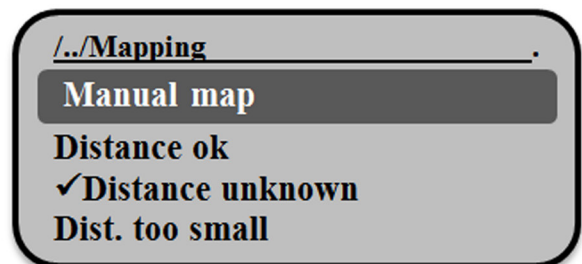 /../Mapping .
Manual map
Distance ok
✓Distance unknown
Dist. too small